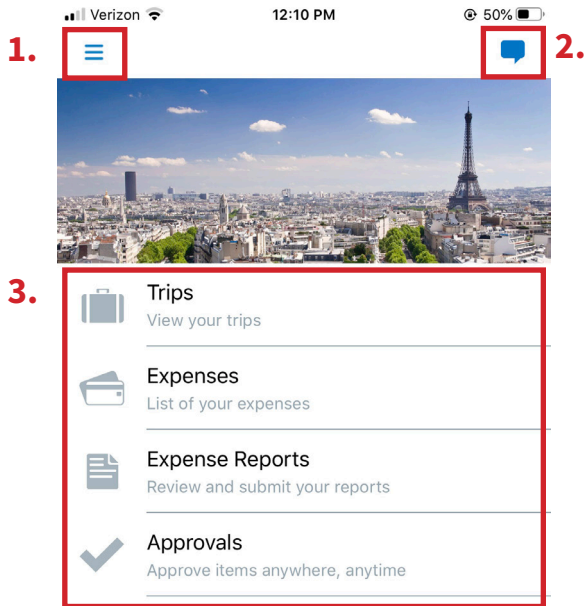 Verizon 12:10 PM 50%
1.
2.
3.
Trips
View your trips
Expenses
List of your expenses
Expense Reports
Review and submit your reports
Approvals
Approve items anywhere, anytime